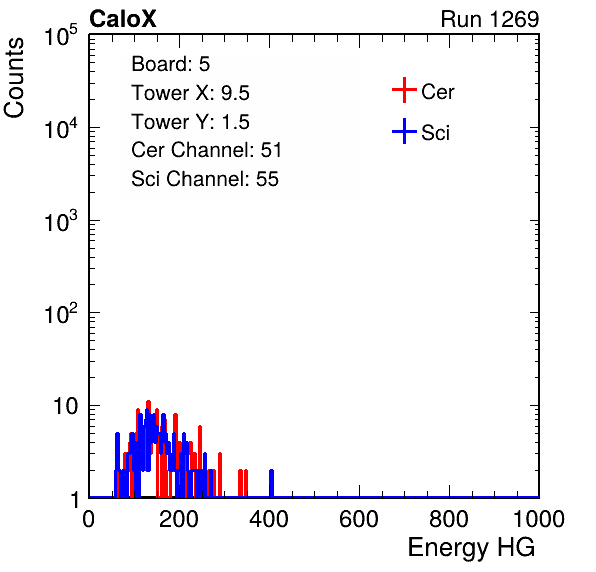 CaloX Run 1269
Counts
Board: 5
Tower X: 9.5
Tower Y: 1.5
Cer Channel: 51
Sci Channel: 55
Cer
Sci
10^5
10^4
10^3
10^2
10
1
0 200 400 600 800 1000
Energy HG